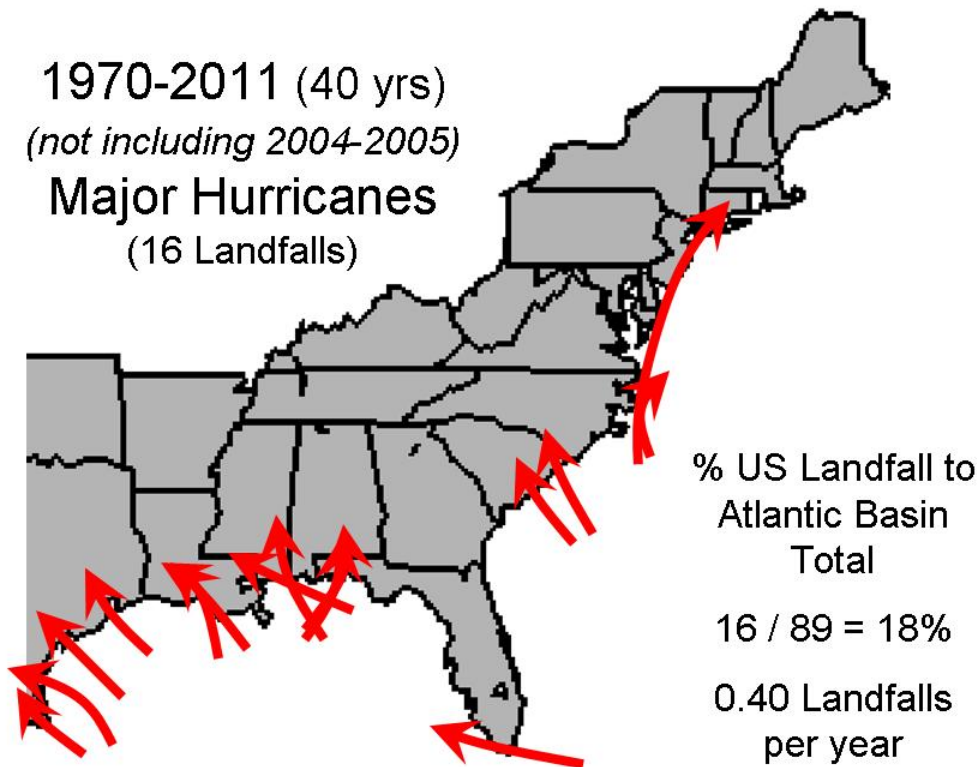 1970-2011 (40 yrs)
(not including 2004-2005)
Major Hurricanes
(16 Landfalls)
% US Landfall to
Atlantic Basin
Total
16 / 89 = 18%
0.40 Landfalls
per year